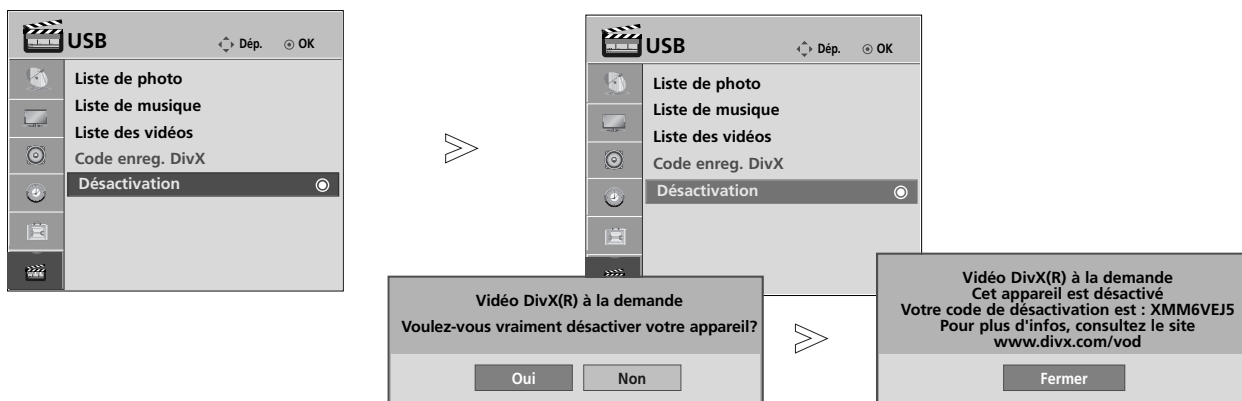 USB
Dép. OK
Liste de photo
Liste de musique
Liste des vidéos
Code enreg. DivX
Désactivation
USB
Dép. OK
Liste de photo
Liste de musique
Liste des vidéos
Code enreg. DivX
Désactivation
Vidéo DivX(R) à la demande
Voulez-vous vraiment désactiver votre appareil?
Oui Non
Vidéo DivX(R) à la demande
Cet appareil est désactivé
Votre code de désactivation est : XMM6VEJ5
Pour plus d'infos, consultez le site
www.divx.com/vod
Fermer